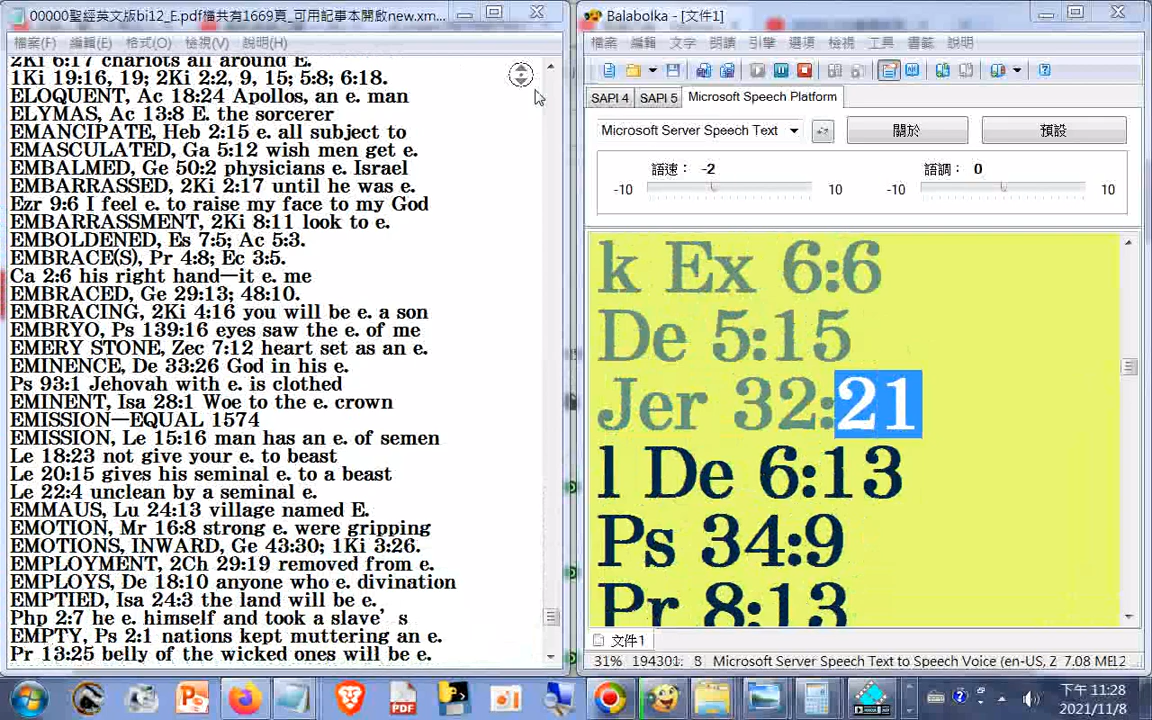 00000聖經英文版bi12_E.pdf檔共有1669頁_可用記事本開啟new.xm...
檔案(F) 編輯(E) 格式(O) 檢視(V) 說明(H)
2Ki 6:17 chariots all around E.
1Ki 19:16, 19; 2Ki 2:2, 9, 15; 5:8; 6:18.
ELOQUENT, Ac 18:24 Apollos, an e. man
ELYMAS, Ac 13:8 E. the sorcerer
EMANCIPATE, Heb 2:15 e. all subject to
EMASCULATED, Ga 5:12 wish men get e.
EMBALMED, Ge 50:2 physicians e. Israel
EMBARRASSED, 2Ki 2:17 until he was e.
Ezr 9:6 I feel e. to raise my face to my God
EMBARRASSMENT, 2Ki 8:11 look to e.
EMBOLDENED, Es 7:5; Ac 5:3.
EMBRACE(S), Pr 4:8; Ec 3:5.
Ca 2:6 his right hand—it e. me
EMBRACED, Ge 29:13; 48:10.
EMBRACING, 2Ki 4:16 you will be e. a son
EMBRYO, Ps 139:16 eyes saw the e. of me
EMERY STONE, Zec 7:12 heart set as an e.
EMINENCE, De 33:26 God in his e.
Ps 93:1 Jehovah with e. is clothed
EMINENT, Isa 28:1 Woe to the e. crown
EMISSION—EQUAL 1574
EMISSION, Le 15:16 man has an e. of semen
Le 18:23 not give your e. to beast
Le 20:15 gives his seminal e. to a beast
Le 22:4 unclean by a seminal e.
EMMAUS, Lu 24:13 village named E.
EMOTION, Mr 16:8 strong e. were gripping
EMOTIONS, INWARD, Ge 43:30; 1Ki 3:26.
EMPLOYMENT, 2Ch 29:19 removed from e.
EMPLOYS, De 18:10 anyone who e. divination
EMPTIED, Isa 24:3 the land will be e.
Php 2:7 he e. himself and took a slave’s
EMPTY, Ps 2:1 nations kept muttering an e.
Pr 13:25 belly of the wicked ones will be e.
Balabolka - [文件1]
檔案 編輯 文字 朗讀 引擎 選項 檢視 工具 書籤 說明
SAPI 4 SAPI 5 Microsoft Speech Platform
Microsoft Server Speech Text 關於 預設
語速： -2 語調： 0
-10 10 -10 10
k Ex 6:6
De 5:15
Jer 32:21
l De 6:13
Ps 34:9
Pr 8:13
文件1
31% 194301: 8 Microsoft Server Speech Text to Speech Voice (en-US, Z 7.08 ME12
下午 11:28
2021/11/8